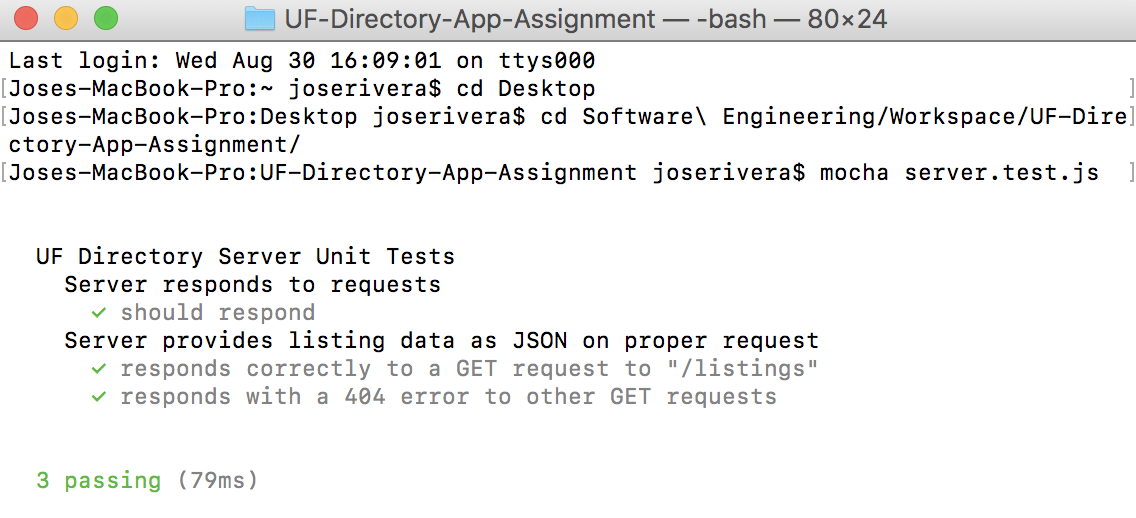 UF-Directory-App-Assignment — -bash — 80×24
Last login: Wed Aug 30 16:09:01 on ttys000
[Joses-MacBook-Pro:~ joserivera$ cd Desktop ]
[Joses-MacBook-Pro:Desktop joserivera$ cd Software\ Engineering/Workspace/UF-Dire]
ctory-App-Assignment/
[Joses-MacBook-Pro:UF-Directory-App-Assignment joserivera$ mocha server.test.js ]
UF Directory Server Unit Tests
Server responds to requests
✓ should respond
Server provides listing data as JSON on proper request
✓ responds correctly to a GET request to "/listings"
✓ responds with a 404 error to other GET requests
3 passing (79ms)